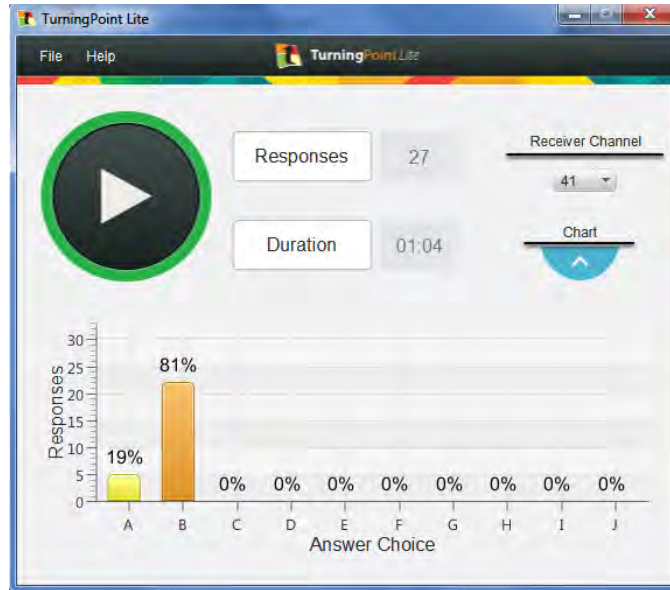 TurningPoint Lite
File Help
TurningPoint Lite
Responses 27
Receiver Channel
41
Duration 01:04
Chart
30
25
20
15
10
5
0
Responses
19%
81%
0% 0% 0% 0% 0% 0% 0% 0%
A B C D E F G H I J
Answer Choice